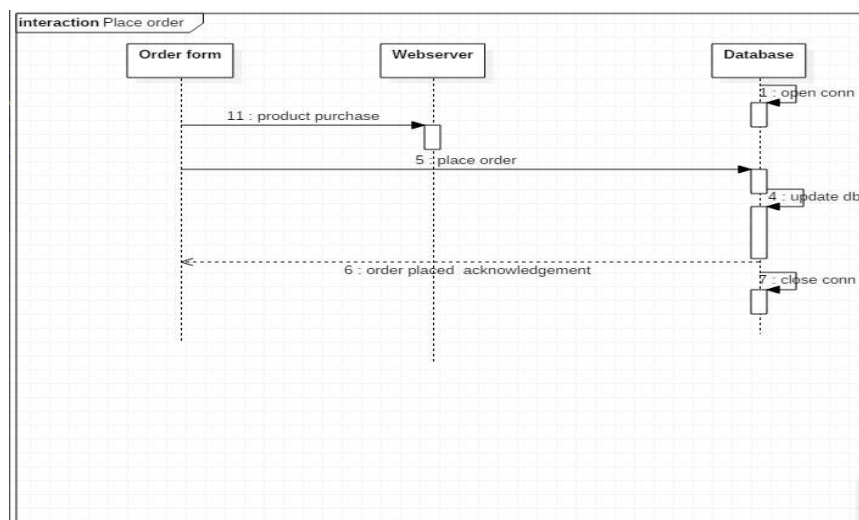 interaction Place order
Order form
Webserver
Database
1 : open conn
11 : product purchase
5 : place order
4 : update db
6 : order placed acknowledgement
7 : close conn